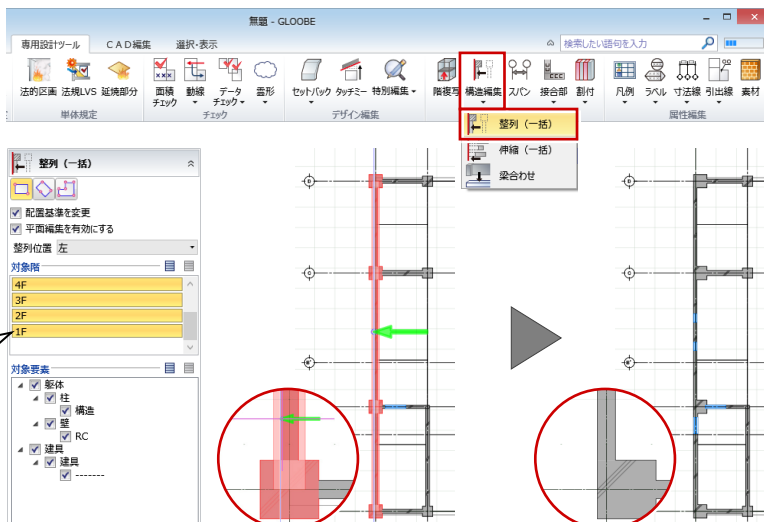 無題 - GLOOBE
専用設計ツール CAD編集 選択・表示 検索したい語句を入力
法的区画 法規LVS 延焼部分 面積チェック 動線 データチェック 雲形 セットバック タッチミー 特別編集 階複写 構造編集 スパン 接合部 割付 凡例 ラベル 寸法線 引出線 素材
単体規定 チェック デザイン編集 属性編集
整列（一括）
伸縮（一括）
梁合わせ
整列（一括）
配置基準を変更
平面編集を有効にする
整列位置 左
対象階
4F
3F
2F
1F
対象要素
躯体
柱
構造
壁
RC
建具
建具
-------